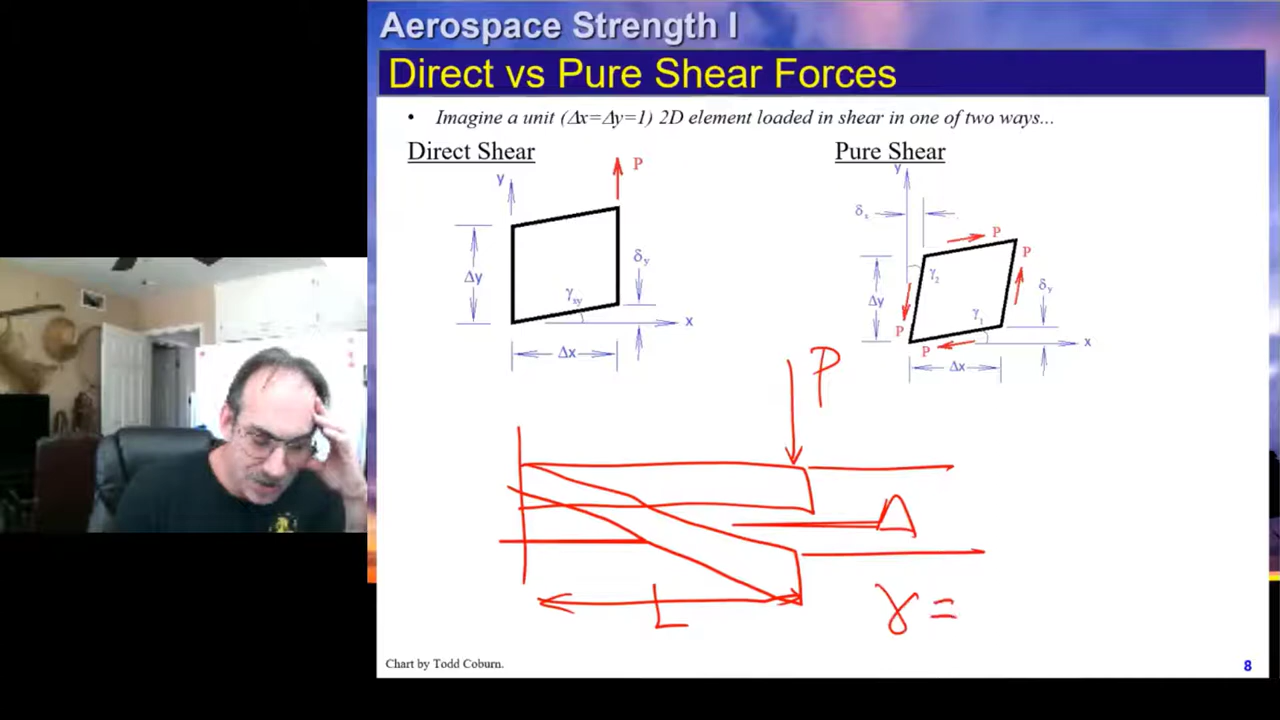 Aerospace Strength I
Direct vs Pure Shear Forces
• Imagine a unit (Δx=Δy=1) 2D element loaded in shear in one of two ways...
Direct Shear
Pure Shear
y
P
Δy
δy
γxy
x
Δx
y
δx
P
P
γ2
Δy
δy
γ1
P
P
x
Δx
P
Δ
L
γ =
Chart by Todd Coburn.
8